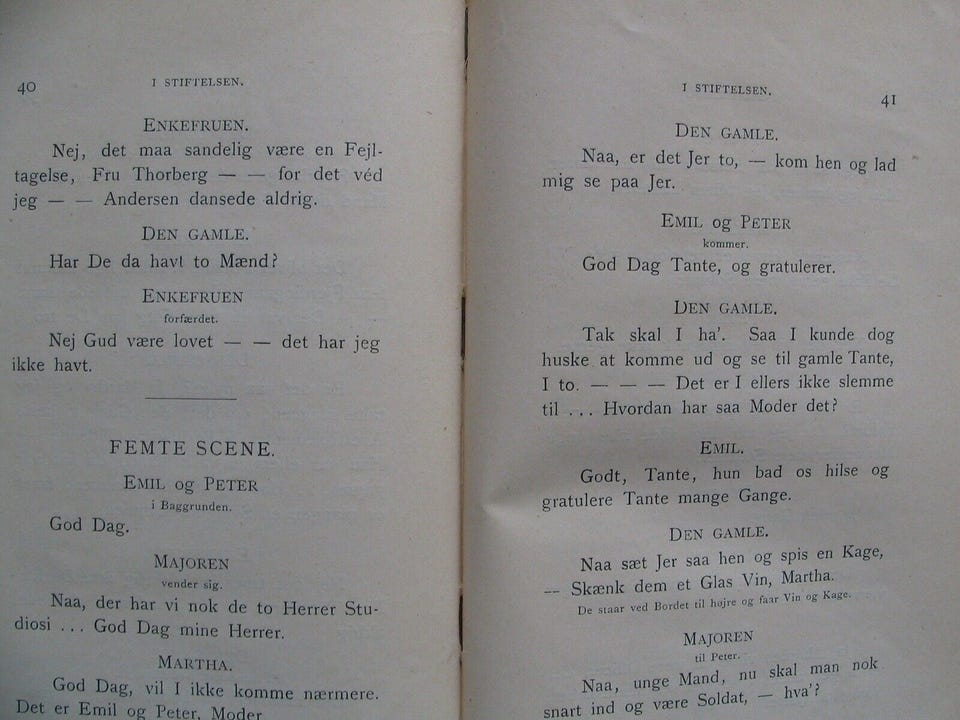 40
I STIFTELSEN.
ENKEFRUEN.
Nej, det maa sandelig være en Fejl-
tagelse, Fru Thorberg — — for det véd
jeg — — Andersen dansede aldrig.
DEN GAMLE.
Har De da havt to Mænd?
ENKEFRUEN
forfærdet.
Nej Gud være lovet — — det har jeg
ikke havt.
FEMTE SCENE.
EMIL og PETER
i Baggrunden.
God Dag.
MAJOREN
vender sig.
Naa, der har vi nok de to Herrer Stu-
diosi ... God Dag mine Herrer.
MARTHA.
God Dag, vil I ikke komme nærmere.
Det er Emil og Peter, Moder
I STIFTELSEN.
41
DEN GAMLE.
Naa, er det Jer to, — kom hen og lad
mig se paa Jer.
EMIL og PETER
kommer.
God Dag Tante, og gratulerer.
DEN GAMLE.
Tak skal I ha'. Saa I kunde dog
huske at komme ud og se til gamle Tante,
I to. — — — Det er I ellers ikke slemme
til ... Hvordan har saa Moder det?
EMIL.
Godt, Tante, hun bad os hilse og
gratulere Tante mange Gange.
DEN GAMLE.
Naa sæt Jer saa hen og spis en Kage,
— Skænk dem et Glas Vin, Martha.
De staar ved Bordet til højre og faar Vin og Kage.
MAJOREN
til Peter.
Naa, unge Mand, nu skal man nok
snart ind og være Soldat, — hva'?